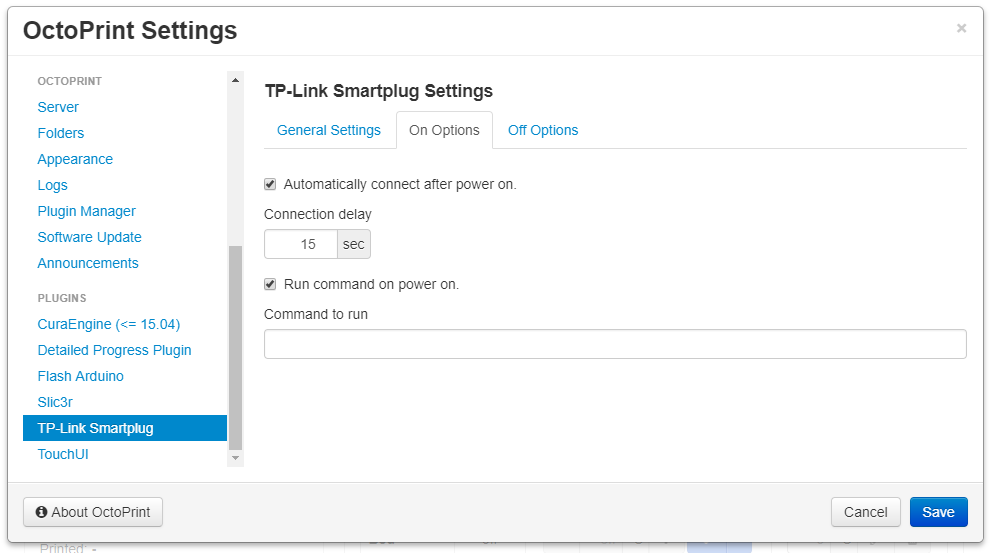 OctoPrint Settings
×
OCTOPRINT
Server
Folders
Appearance
Logs
Plugin Manager
Software Update
Announcements
PLUGINS
CuraEngine (<= 15.04)
Detailed Progress Plugin
Flash Arduino
Slic3r
TP-Link Smartplug
TouchUI
TP-Link Smartplug Settings
General Settings On Options Off Options
Automatically connect after power on.
Connection delay
15 sec
Run command on power on.
Command to run
About OctoPrint Cancel Save
Printed: -